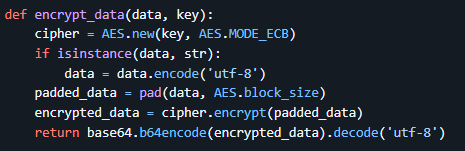 def encrypt_data(data, key):
    cipher = AES.new(key, AES.MODE_ECB)
    if isinstance(data, str):
        data = data.encode('utf-8')
    padded_data = pad(data, AES.block_size)
    encrypted_data = cipher.encrypt(padded_data)
    return base64.b64encode(encrypted_data).decode('utf-8')